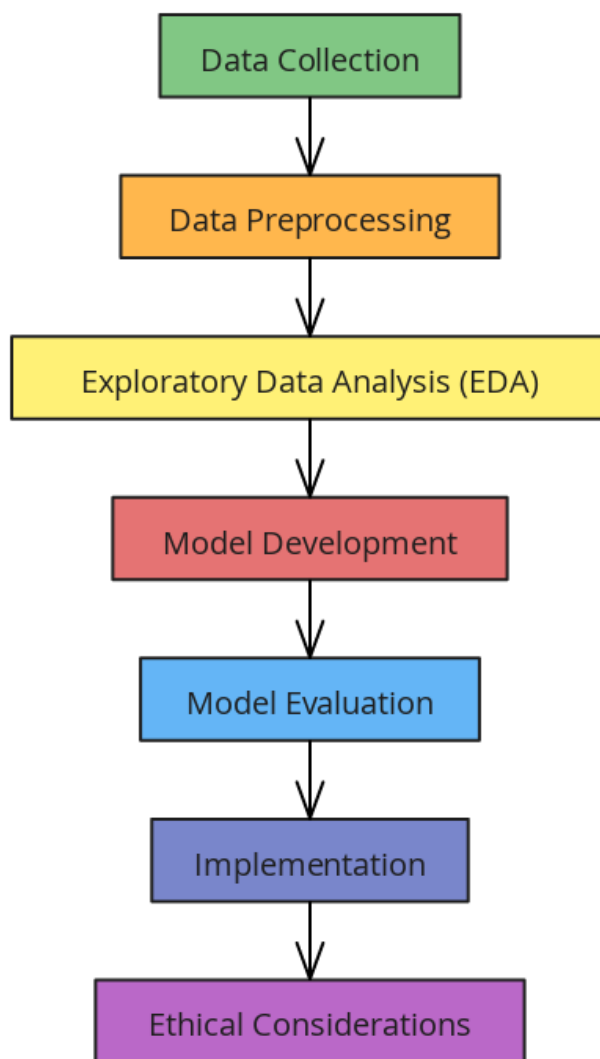 Data Collection
Data Preprocessing
Exploratory Data Analysis (EDA)
Model Development
Model Evaluation
Implementation
Ethical Considerations